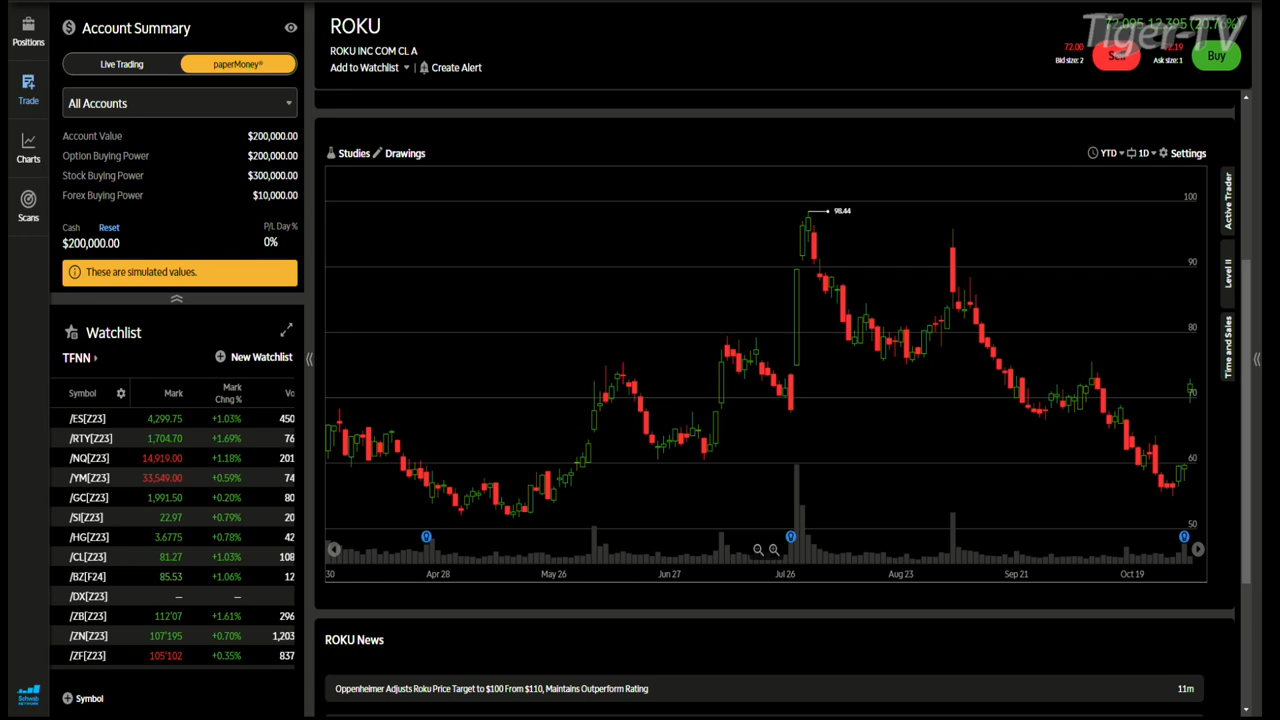 Positions
Trade
Charts
Scans
Account Summary
Live Trading
paperMoney®
All Accounts
Account Value $200,000.00
Option Buying Power $200,000.00
Stock Buying Power $300,000.00
Forex Buying Power $10,000.00
Cash Reset P/L Day %
$200,000.00 0%
These are simulated values.
Watchlist
TFNN New Watchlist
Symbol Mark Mark Chng % Vo
/ES[Z23] 4,299.75 +1.03% 450
/RTY[Z23] 1,704.70 +1.69% 76
/NQ[Z23] 14,919.00 +1.18% 201
/YM[Z23] 33,549.00 +0.59% 74
/GC[Z23] 1,991.50 +0.20% 80
/SI[Z23] 22.97 +0.79% 20
/HG[Z23] 3.6775 +0.78% 42
/CL[Z23] 81.27 +1.03% 108
/BZ[F24] 85.53 +1.06% 12
/DX[Z23] — —
/ZB[Z23] 112'07 +1.61% 296
/ZN[Z23] 107'195 +0.70% 1,203
/ZF[Z23] 105'102 +0.35% 837
Symbol
Schwab
NETWORK
ROKU
ROKU INC COM CL A
Add to Watchlist | Create Alert
Tiger-TV
72.00
Bid size: 2
Sell
Ask size: 1
Buy
Studies Drawings
YTD 1D Settings
Active Trader
Level II
Time and Sales
98.44
100
90
80
70
60
50
30 Apr 28 May 26 Jun 27 Jul 26 Aug 23 Sep 21 Oct 19
ROKU News
Oppenheimer Adjusts Roku Price Target to $100 From $110, Maintains Outperform Rating 11m